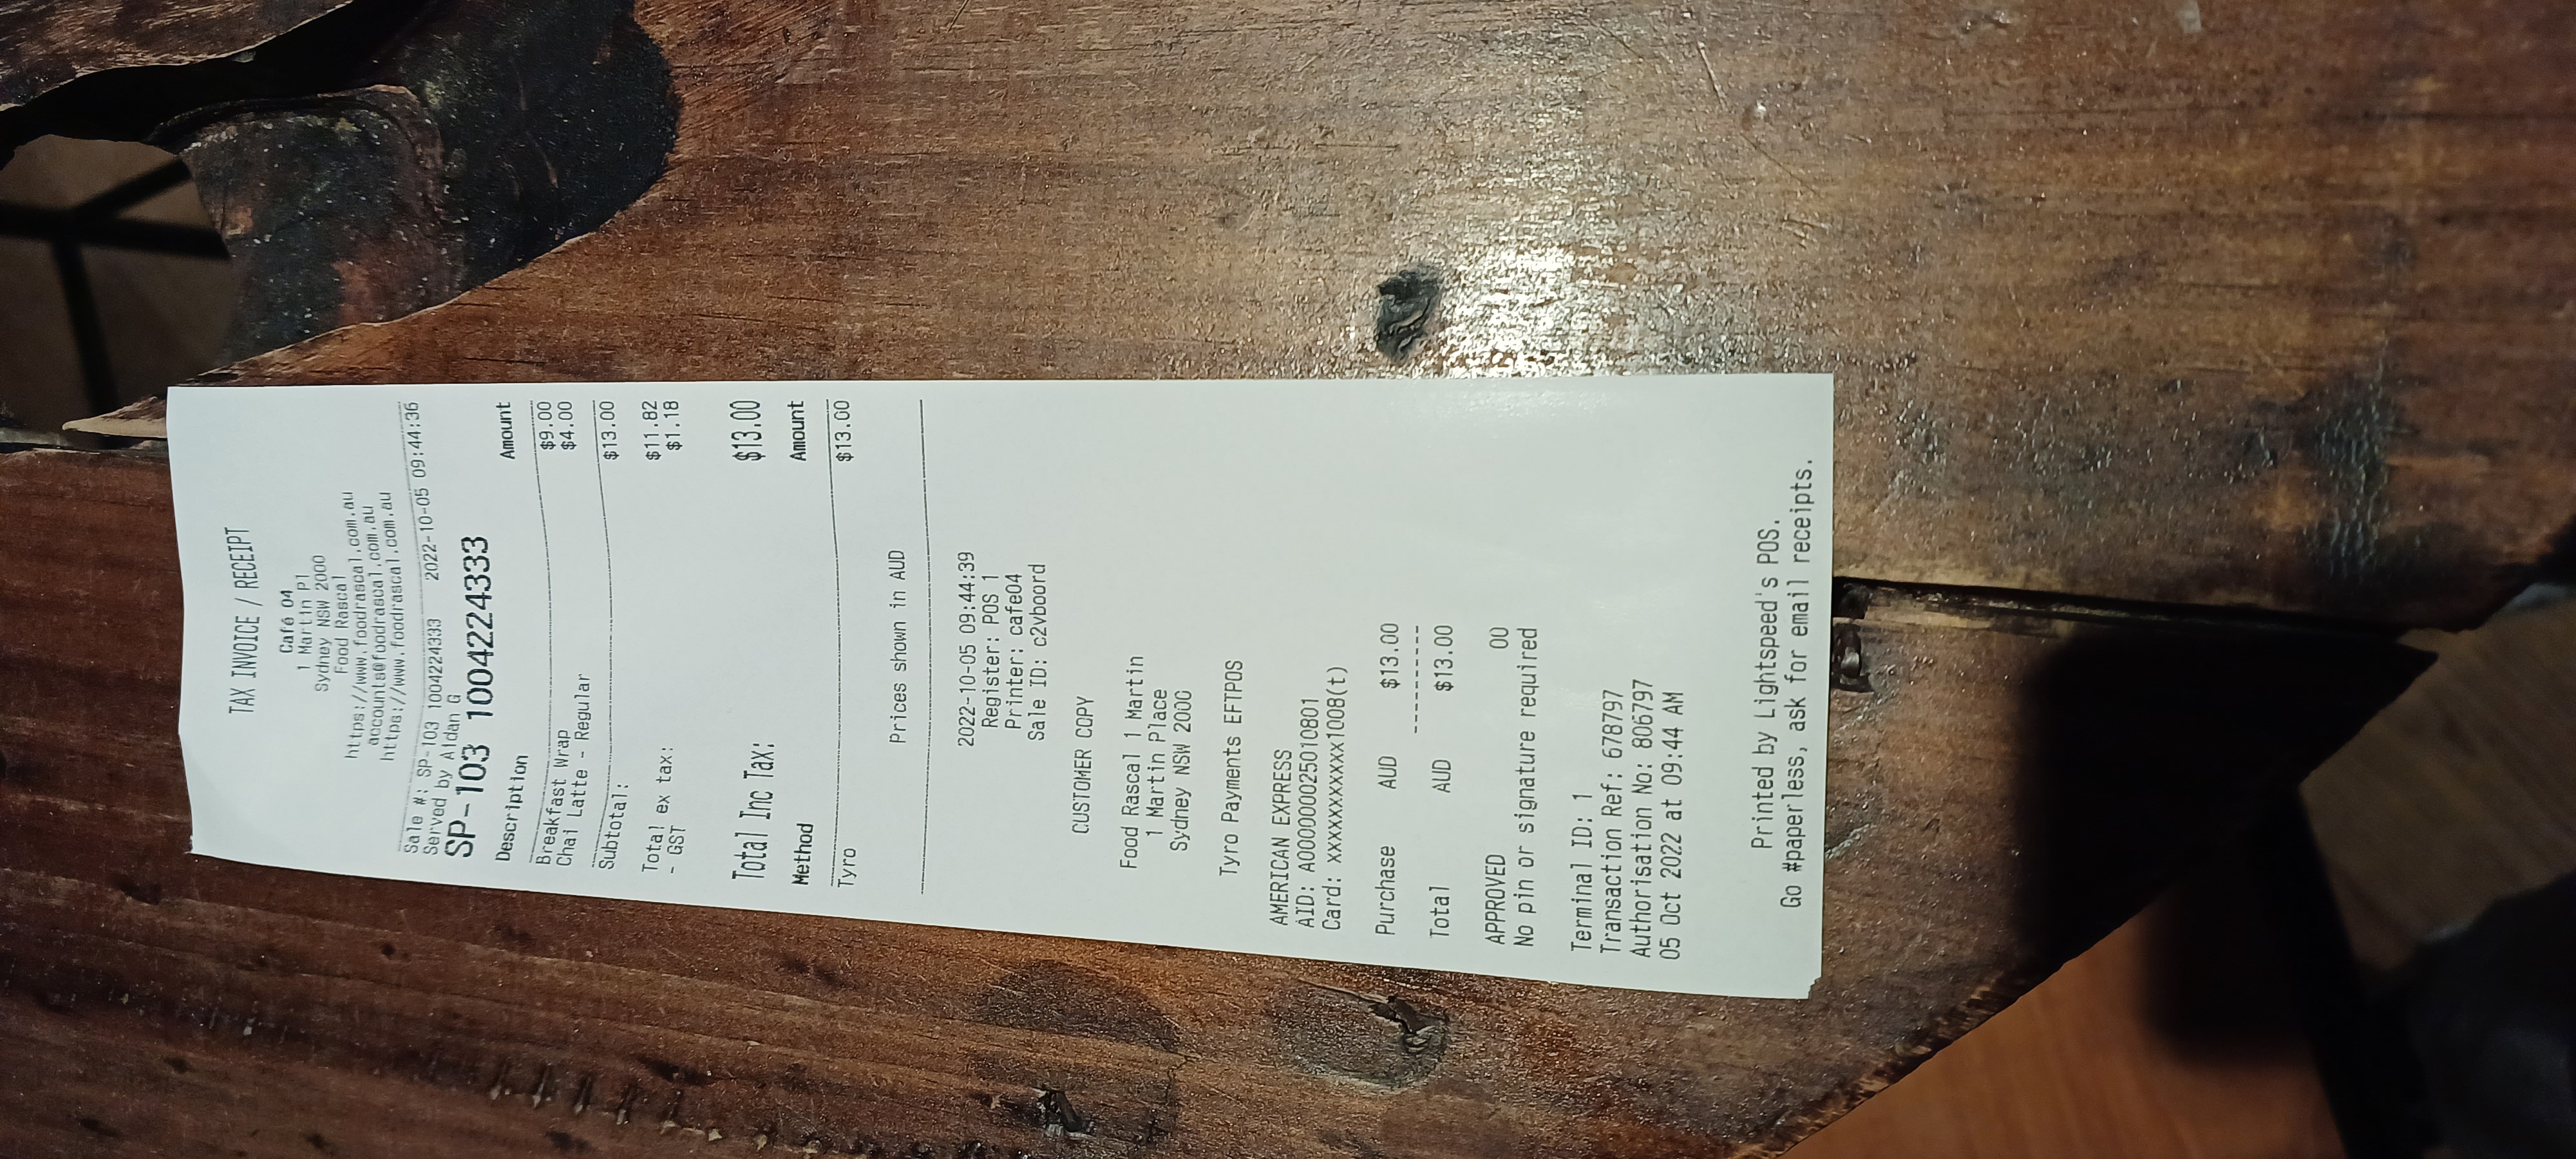 TAX INVOICE / RECEIPT
Café 04
1 Martin Pl
Sydney NSW 2000
Food Rascal
https://www.foodrascal.com.au
accounts@foodrascal.com.au
https://www.foodrascal.com.au
Sale #: SP-103 1004224333 2022-10-05 09:44:36
Served by Aidan G
SP-103 1004224333
Description Amount
Breakfast Wrap $9.00
Chai Latte - Regular $4.00
Subtotal: $13.00
Total ex tax: $11.82
- GST $1.18
Total Inc Tax: $13.00
Method Amount
Tyro $13.00
Prices shown in AUD
2022-10-05 09:44:39
Register: POS 1
Printer: cafe04
Sale ID: c2vboord
CUSTOMER COPY
Food Rascal 1 Martin
1 Martin Place
Sydney NSW 2000
Tyro Payments EFTPOS
AMERICAN EXPRESS
AID: A000000025010801
Card: xxxxxxxxxxx1008(t)
Purchase AUD $13.00
----------
Total AUD $13.00
APPROVED 00
No pin or signature required
Terminal ID: 1
Transaction Ref: 678797
Authorisation No: 806797
05 Oct 2022 at 09:44 AM
Printed by Lightspeed's POS.
Go #paperless, ask for email receipts.